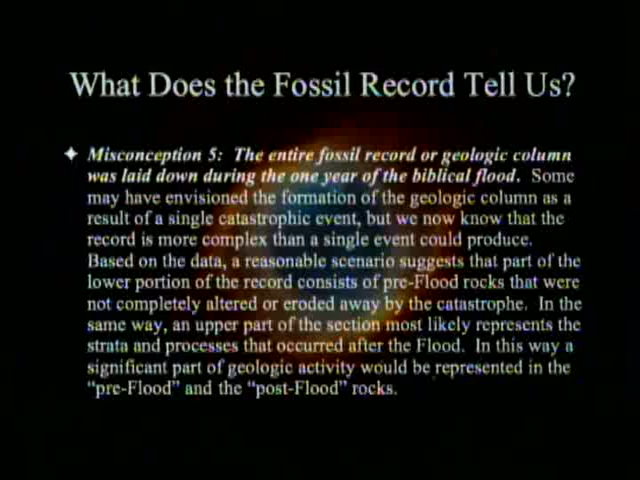 What Does the Fossil Record Tell Us?
✦ Misconception 5: The entire fossil record or geologic column
was laid down during the one year of the biblical flood. Some
may have envisioned the formation of the geologic column as a
result of a single catastrophic event, but we now know that the
record is more complex than a single event could produce.
Based on the data, a reasonable scenario suggests that part of the
lower portion of the record consists of pre-Flood rocks that were
not completely altered or eroded away by the catastrophe. In the
same way, an upper part of the section most likely represents the
strata and processes that occurred after the Flood. In this way a
significant part of geologic activity would be represented in the
“pre-Flood” and the “post-Flood” rocks.